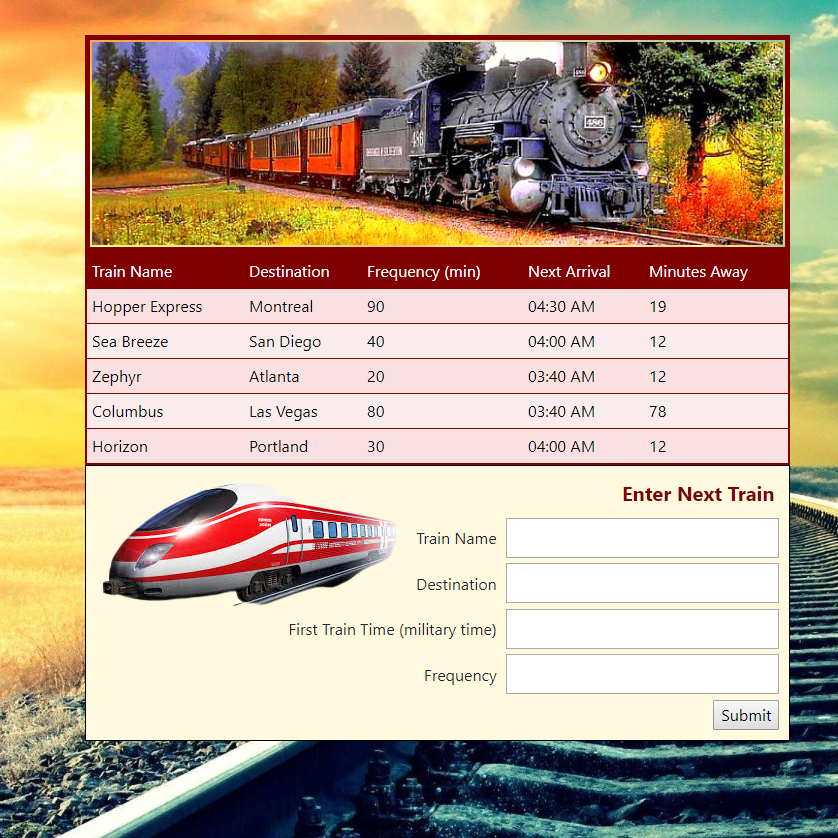 486
486
486
Train Name Destination Frequency (min) Next Arrival Minutes Away
Hopper Express Montreal 90 04:30 AM 19
Sea Breeze San Diego 40 04:00 AM 12
Zephyr Atlanta 20 03:40 AM 12
Columbus Las Vegas 80 03:40 AM 78
Horizon Portland 30 04:00 AM 12
Enter Next Train
Train Name
Destination
First Train Time (military time)
Frequency
Submit